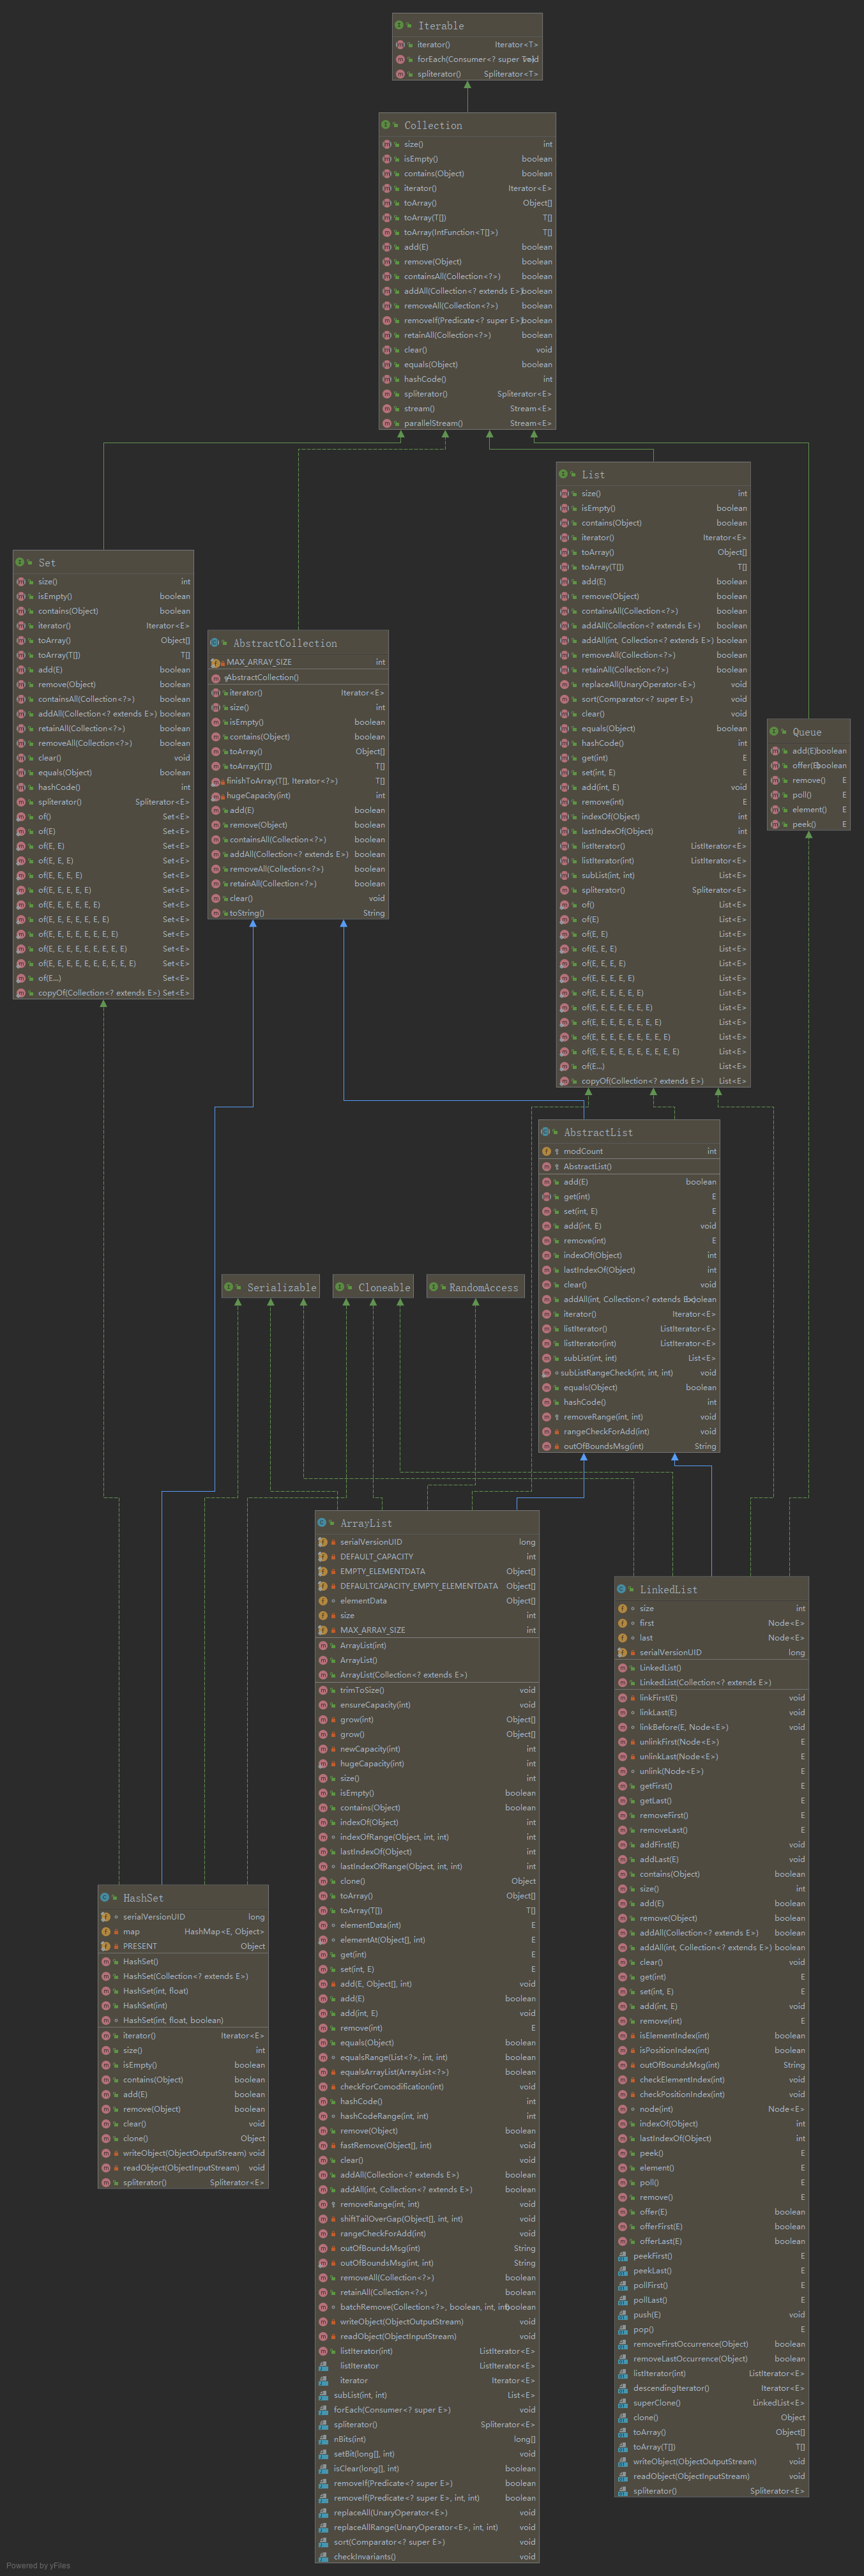 Iterable
iterator() Iterator<T>
forEach(Consumer<? super T>) void
spliterator() Spliterator<T>
Collection
size() int
isEmpty() boolean
contains(Object) boolean
iterator() Iterator<E>
toArray() Object[]
toArray(T[]) T[]
toArray(IntFunction<T[]>) T[]
add(E) boolean
remove(Object) boolean
containsAll(Collection<?>) boolean
addAll(Collection<? extends E>) boolean
removeAll(Collection<?>) boolean
removeIf(Predicate<? super E>) boolean
retainAll(Collection<?>) boolean
clear() void
equals(Object) boolean
hashCode() int
spliterator() Spliterator<E>
stream() Stream<E>
parallelStream() Stream<E>
List
size() int
isEmpty() boolean
contains(Object) boolean
iterator() Iterator<E>
toArray() Object[]
toArray(T[]) T[]
add(E) boolean
remove(Object) boolean
containsAll(Collection<?>) boolean
addAll(Collection<? extends E>) boolean
addAll(int, Collection<? extends E>) boolean
removeAll(Collection<?>) boolean
retainAll(Collection<?>) boolean
replaceAll(UnaryOperator<E>) void
sort(Comparator<? super E>) void
clear() void
equals(Object) boolean
hashCode() int
get(int) E
set(int, E) E
add(int, E) void
remove(int) E
indexOf(Object) int
lastIndexOf(Object) int
listIterator() ListIterator<E>
listIterator(int) ListIterator<E>
subList(int, int) List<E>
spliterator() Spliterator<E>
of() List<E>
of(E) List<E>
of(E, E) List<E>
of(E, E, E) List<E>
of(E, E, E, E) List<E>
of(E, E, E, E, E) List<E>
of(E, E, E, E, E, E) List<E>
of(E, E, E, E, E, E, E) List<E>
of(E, E, E, E, E, E, E, E) List<E>
of(E, E, E, E, E, E, E, E, E) List<E>
of(E, E, E, E, E, E, E, E, E, E) List<E>
of(E...) List<E>
copyOf(Collection<? extends E>) List<E>
Set
size() int
isEmpty() boolean
contains(Object) boolean
iterator() Iterator<E>
toArray() Object[]
toArray(T[]) T[]
add(E) boolean
remove(Object) boolean
containsAll(Collection<?>) boolean
addAll(Collection<? extends E>) boolean
retainAll(Collection<?>) boolean
removeAll(Collection<?>) boolean
clear() void
equals(Object) boolean
hashCode() int
spliterator() Spliterator<E>
of() Set<E>
of(E) Set<E>
of(E, E) Set<E>
of(E, E, E) Set<E>
of(E, E, E, E) Set<E>
of(E, E, E, E, E) Set<E>
of(E, E, E, E, E, E) Set<E>
of(E, E, E, E, E, E, E) Set<E>
of(E, E, E, E, E, E, E, E) Set<E>
of(E, E, E, E, E, E, E, E, E) Set<E>
of(E, E, E, E, E, E, E, E, E, E) Set<E>
of(E...) Set<E>
copyOf(Collection<? extends E>) Set<E>
AbstractCollection
MAX_ARRAY_SIZE int
AbstractCollection()
iterator() Iterator<E>
size() int
isEmpty() boolean
contains(Object) boolean
toArray() Object[]
toArray(T[]) T[]
finishToArray(T[], Iterator<?>) T[]
hugeCapacity(int) int
add(E) boolean
remove(Object) boolean
containsAll(Collection<?>) boolean
addAll(Collection<? extends E>) boolean
removeAll(Collection<?>) boolean
retainAll(Collection<?>) boolean
clear() void
toString() String
Queue
add(E) boolean
offer(E) boolean
remove() E
poll() E
element() E
peek() E
AbstractList
modCount int
AbstractList()
add(E) boolean
get(int) E
set(int, E) E
add(int, E) void
remove(int) E
indexOf(Object) int
lastIndexOf(Object) int
clear() void
addAll(int, Collection<? extends E>) boolean
iterator() Iterator<E>
listIterator() ListIterator<E>
listIterator(int) ListIterator<E>
subList(int, int) List<E>
subListRangeCheck(int, int, int) void
equals(Object) boolean
hashCode() int
removeRange(int, int) void
rangeCheckForAdd(int) void
outOfBoundsMsg(int) String
Serializable
Cloneable
RandomAccess
ArrayList
serialVersionUID long
DEFAULT_CAPACITY int
EMPTY_ELEMENTDATA Object[]
DEFAULTCAPACITY_EMPTY_ELEMENTDATA Object[]
elementData Object[]
size int
MAX_ARRAY_SIZE int
ArrayList(int)
ArrayList()
ArrayList(Collection<? extends E>)
trimToSize() void
ensureCapacity(int) void
grow(int) Object[]
grow() Object[]
newCapacity(int) int
hugeCapacity(int) int
size() int
isEmpty() boolean
contains(Object) boolean
indexOf(Object) int
indexOfRange(Object, int, int) int
lastIndexOf(Object) int
lastIndexOfRange(Object, int, int) int
clone() Object
toArray() Object[]
toArray(T[]) T[]
elementData(int) E
elementAt(Object[], int) E
get(int) E
set(int, E) E
add(E, Object[], int) void
add(E) boolean
add(int, E) void
remove(int) E
equals(Object) boolean
equalsRange(List<?>, int, int) boolean
equalsArrayList(ArrayList<?>) boolean
checkForComodification(int) void
hashCode() int
hashCodeRange(int, int) int
remove(Object) boolean
fastRemove(Object[], int) void
clear() void
addAll(Collection<? extends E>) boolean
addAll(int, Collection<? extends E>) boolean
removeRange(int, int) void
shiftTailOverGap(Object[], int, int) void
rangeCheckForAdd(int) void
outOfBoundsMsg(int) String
outOfBoundsMsg(int, int) String
removeAll(Collection<?>) boolean
retainAll(Collection<?>) boolean
batchRemove(Collection<?>, boolean, int, int) boolean
writeObject(ObjectOutputStream) void
readObject(ObjectInputStream) void
listIterator(int) ListIterator<E>
listIterator ListIterator<E>
iterator Iterator<E>
subList(int, int) List<E>
forEach(Consumer<? super E>) void
spliterator() Spliterator<E>
nBits(int) long[]
setBit(long[], int) void
isClear(long[], int) boolean
removeIf(Predicate<? super E>) boolean
removeIf(Predicate<? super E>, int, int) boolean
replaceAll(UnaryOperator<E>) void
replaceAllRange(UnaryOperator<E>, int, int) void
sort(Comparator<? super E>) void
checkInvariants() void
LinkedList
size int
first Node<E>
last Node<E>
serialVersionUID long
LinkedList()
LinkedList(Collection<? extends E>)
linkFirst(E) void
linkLast(E) void
linkBefore(E, Node<E>) void
unlinkFirst(Node<E>) E
unlinkLast(Node<E>) E
unlink(Node<E>) E
getFirst() E
getLast() E
removeFirst() E
removeLast() E
addFirst(E) void
addLast(E) void
contains(Object) boolean
size() int
add(E) boolean
remove(Object) boolean
addAll(Collection<? extends E>) boolean
addAll(int, Collection<? extends E>) boolean
clear() void
get(int) E
set(int, E) E
add(int, E) void
remove(int) E
isElementIndex(int) boolean
isPositionIndex(int) boolean
outOfBoundsMsg(int) String
checkElementIndex(int) void
checkPositionIndex(int) void
node(int) Node<E>
indexOf(Object) int
lastIndexOf(Object) int
peek() E
element() E
poll() E
remove() E
offer(E) boolean
offerFirst(E) boolean
offerLast(E) boolean
peekFirst() E
peekLast() E
pollFirst() E
pollLast() E
push(E) void
pop() E
removeFirstOccurrence(Object) boolean
removeLastOccurrence(Object) boolean
listIterator(int) ListIterator<E>
descendingIterator() Iterator<E>
superClone() LinkedList<E>
clone() Object
toArray() Object[]
toArray(T[]) T[]
writeObject(ObjectOutputStream) void
readObject(ObjectInputStream) void
spliterator() Spliterator<E>
HashSet
serialVersionUID long
map HashMap<E, Object>
PRESENT Object
HashSet()
HashSet(Collection<? extends E>)
HashSet(int, float)
HashSet(int)
HashSet(int, float, boolean)
iterator() Iterator<E>
size() int
isEmpty() boolean
contains(Object) boolean
add(E) boolean
remove(Object) boolean
clear() void
clone() Object
writeObject(ObjectOutputStream) void
readObject(ObjectInputStream) void
spliterator() Spliterator<E>
Powered by yFiles